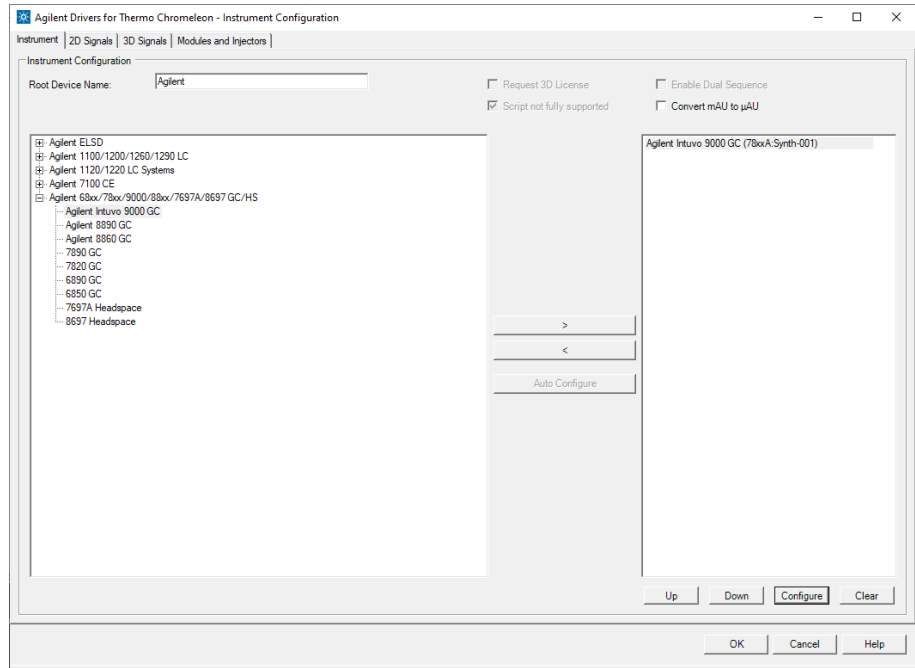 Agilent Drivers for Thermo Chromeleon - Instrument Configuration
Instrument 2D Signals 3D Signals Modules and Injectors
Instrument Configuration
Root Device Name: Agilent
Request 3D License
Enable Dual Sequence
Script not fully supported
Convert mAU to µAU
Agilent ELSD
Agilent 1100/1200/1260/1290 LC
Agilent 1120/1220 LC Systems
Agilent 7100 CE
Agilent 68xx/78xx/9000/88xx/7697A/8697 GC/HS
Agilent Intuvo 9000 GC
Agilent 8890 GC
Agilent 8860 GC
7890 GC
7820 GC
6890 GC
6850 GC
7697A Headspace
8697 Headspace
>
<
Auto Configure
Agilent Intuvo 9000 GC (78xxA:Synth-001)
Up Down Configure Clear
OK Cancel Help